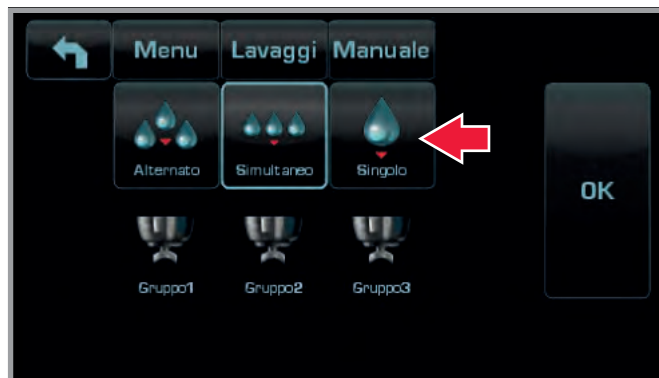 Menu Lavaggi Manuale
Alternato Simultaneo Singolo
OK
Gruppo1 Gruppo2 Gruppo3